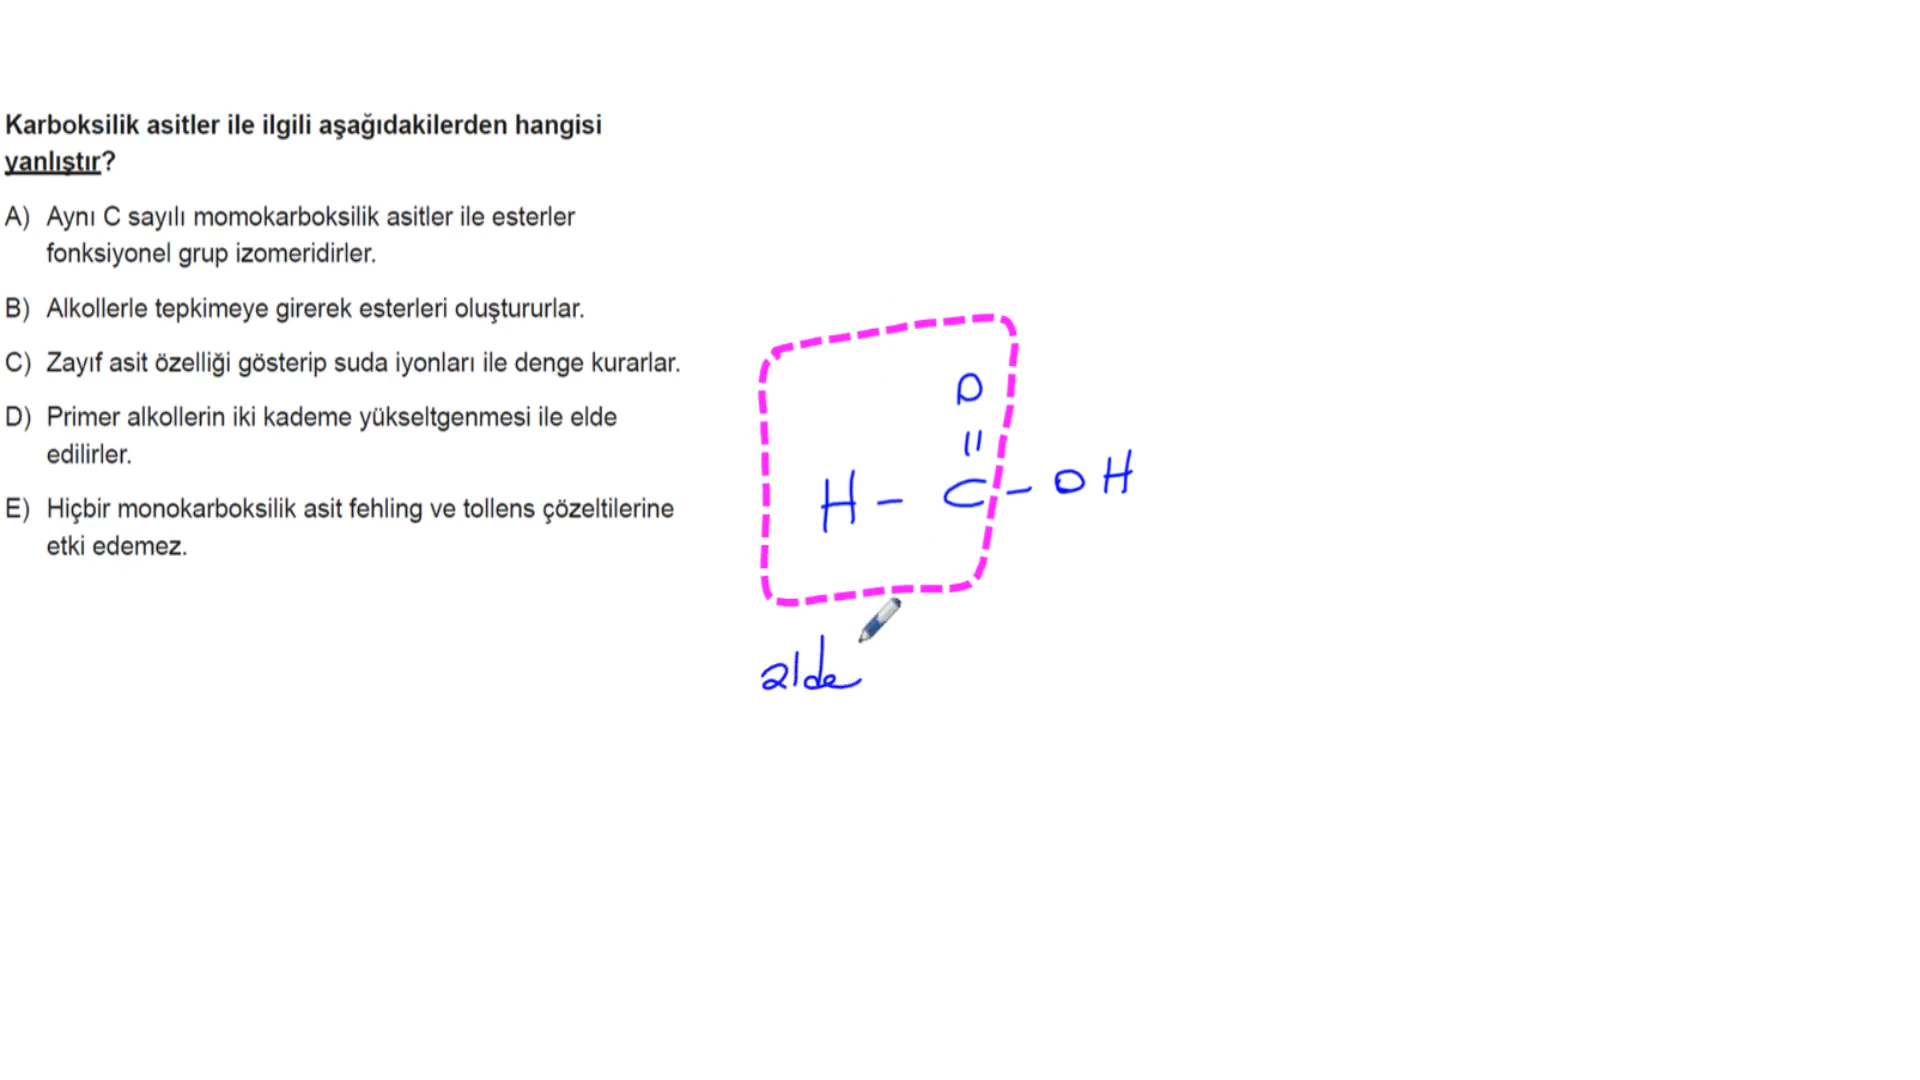 Karboksilik asitler ile ilgili aşağıdakilerden hangisi
yanlıştır?
A) Aynı C sayılı momokarboksilik asitler ile esterler
fonksiyonel grup izomeridirler.
B) Alkollerle tepkimeye girerek esterleri oluştururlar.
C) Zayıf asit özelliği gösterip suda iyonları ile denge kurarlar.
D) Primer alkollerin iki kademe yükseltgenmesi ile elde
edilirler.
E) Hiçbir monokarboksilik asit fehling ve tollens çözeltilerine
etki edemez.
O
||
H - C - OH
alde